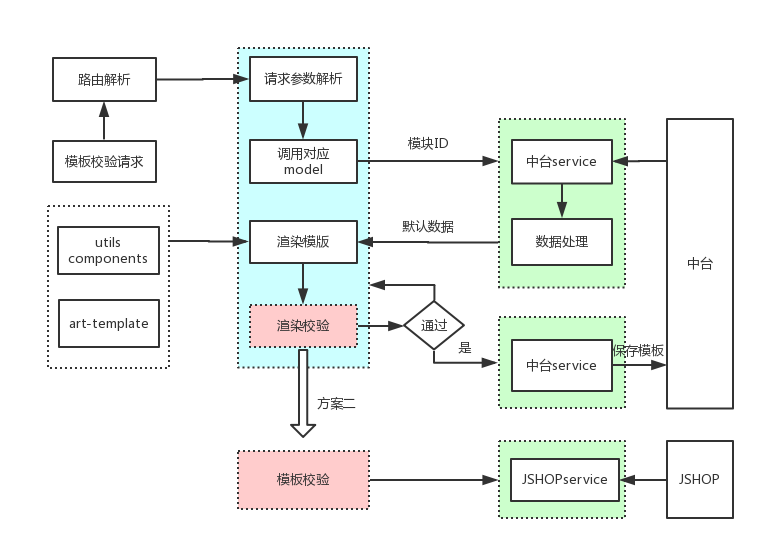 路由解析
请求参数解析
模板校验请求
调用对应
model
模块ID
中台service
utils
components
渲染模版
默认数据
数据处理
中台
art-template
渲染校验
通过
是
中台service
保存模板
方案二
模板校验
JSHOPservice
JSHOP